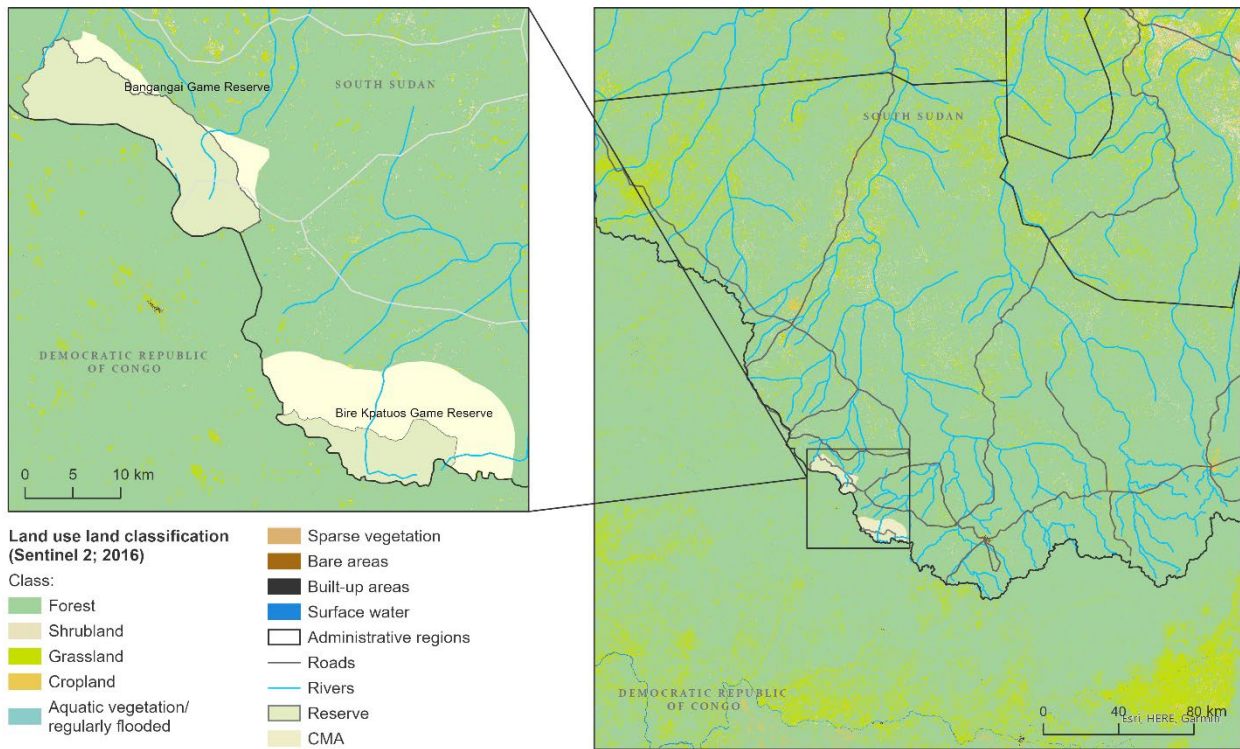 Bangangai Game Reserve
SOUTH SUDAN
DEMOCRATIC REPUBLIC
OF CONGO
Bire Kpatuos Game Reserve
0 5 10 km
SOUTH SUDAN
DEMOCRATIC REPUBLIC
OF CONGO
0 40 80 km
Esri, HERE, Garmin
Land use land classification
(Sentinel 2; 2016)
Class:
Forest
Shrubland
Grassland
Cropland
Aquatic vegetation/
regularly flooded
Sparse vegetation
Bare areas
Built-up areas
Surface water
Administrative regions
Roads
Rivers
Reserve
CMA